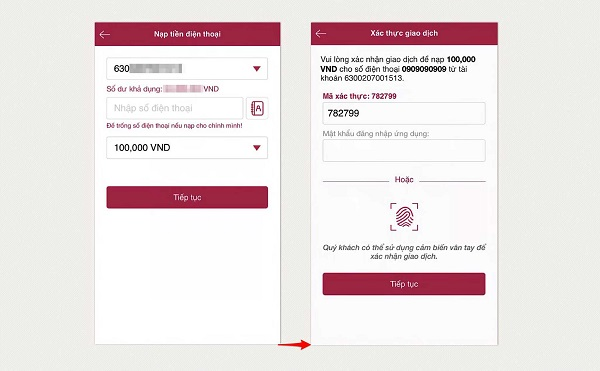 Nạp tiền điện thoại
630
Số dư khả dụng: VND
Nhập số điện thoại
A
Để trống số điện thoại nếu nạp cho chính mình!
100,000 VND
Tiếp tục
Xác thực giao dịch
Vui lòng xác nhận giao dịch để nạp 100,000
VND cho số điện thoại 0909090909 từ tài
khoản 6300207001513.
Mã xác thực: 782799
782799
Mật khẩu đăng nhập ứng dụng:
Hoặc
Quý khách có thể sử dụng cảm biến vân tay để
xác nhận giao dịch.
Tiếp tục